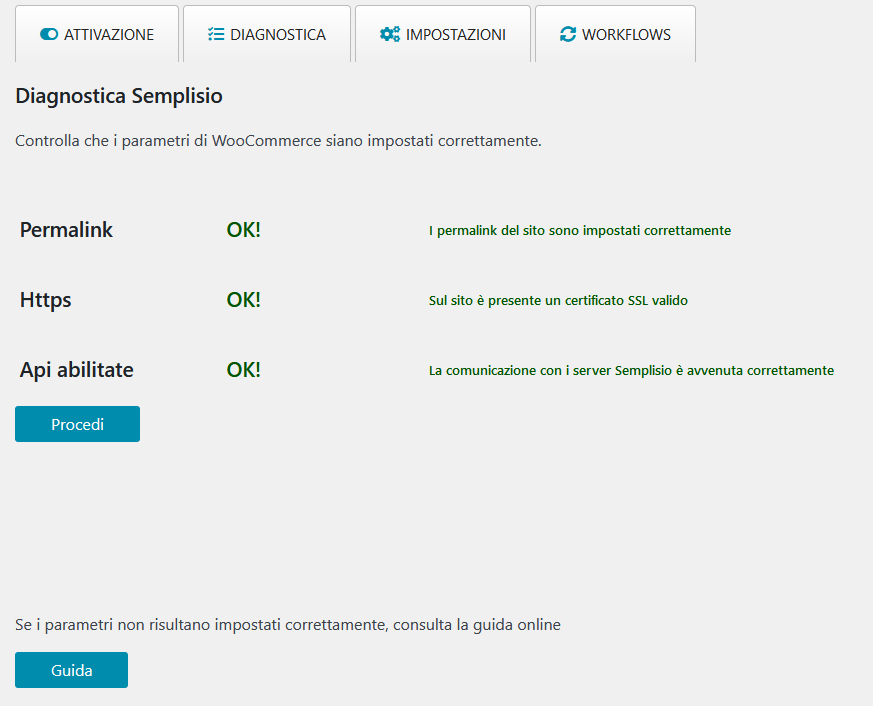 ATTIVAZIONE DIAGNOSTICA IMPOSTAZIONI WORKFLOWS
Diagnostica Semplisio
Controlla che i parametri di WooCommerce siano impostati correttamente.
Permalink OK! I permalink del sito sono impostati correttamente
Https OK! Sul sito è presente un certificato SSL valido
Api abilitate OK! La comunicazione con i server Semplisio è avvenuta correttamente
Procedi
Se i parametri non risultano impostati correttamente, consulta la guida online
Guida